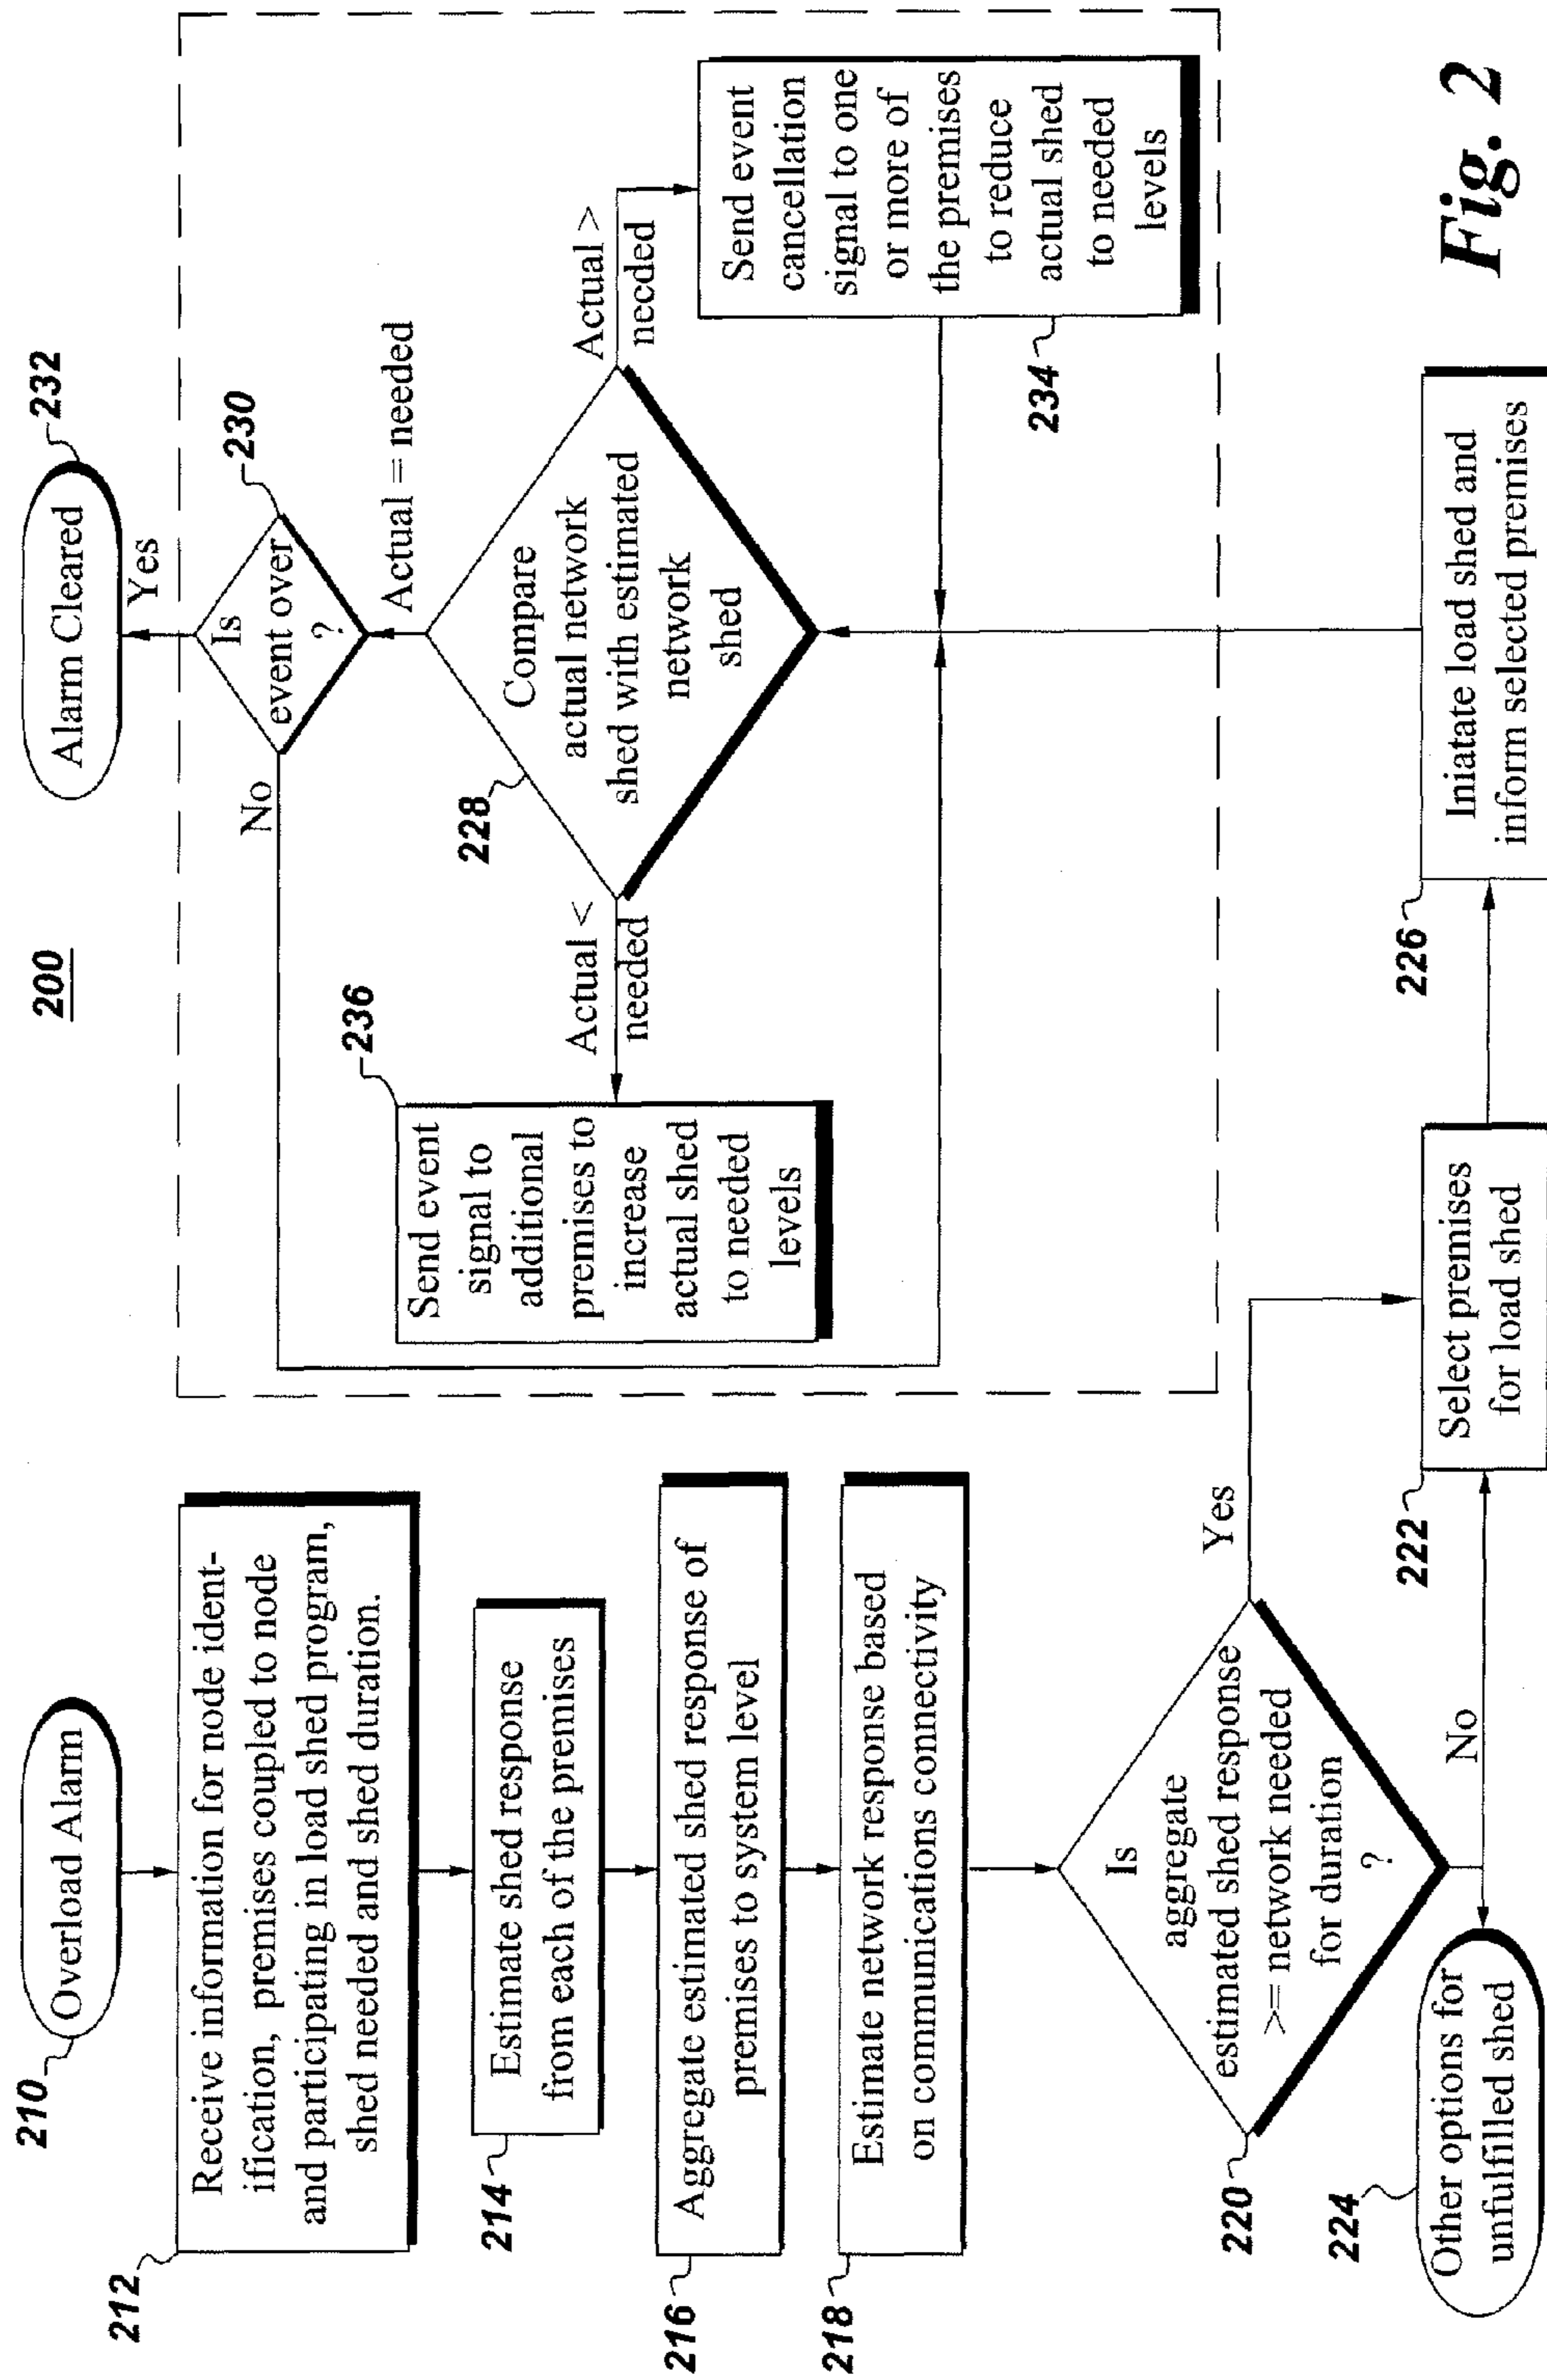 200
210
Overload Alarm
212
Receive information for node ident-
ification, premises coupled to node
and participating in load shed program,
shed needed and shed duration.
214
Estimate shed response
from each of the premises
216
Aggregate estimated shed response of
premises to system level
218
Estimate network response based
on communications connectivity
220
Is
aggregate
estimated shed response
>= network needed
for duration
?
Yes
No
224
Other options for
unfulfilled shed
222
Select premises
for load shed
226
Iniatate load shed and
inform selected premises
228
Compare
actual network
shed with estimated
network
shed
Actual <
needed
236
Send event
signal to
additional
premises to
increase
actual shed
to needed
levels
Actual >
needed
234
Send event
cancellation
signal to one
or more of
the premises
to reduce
actual shed
to needed
levels
Actual = needed
230
Is
event over
?
No
Yes
232
Alarm Cleared
Fig. 2